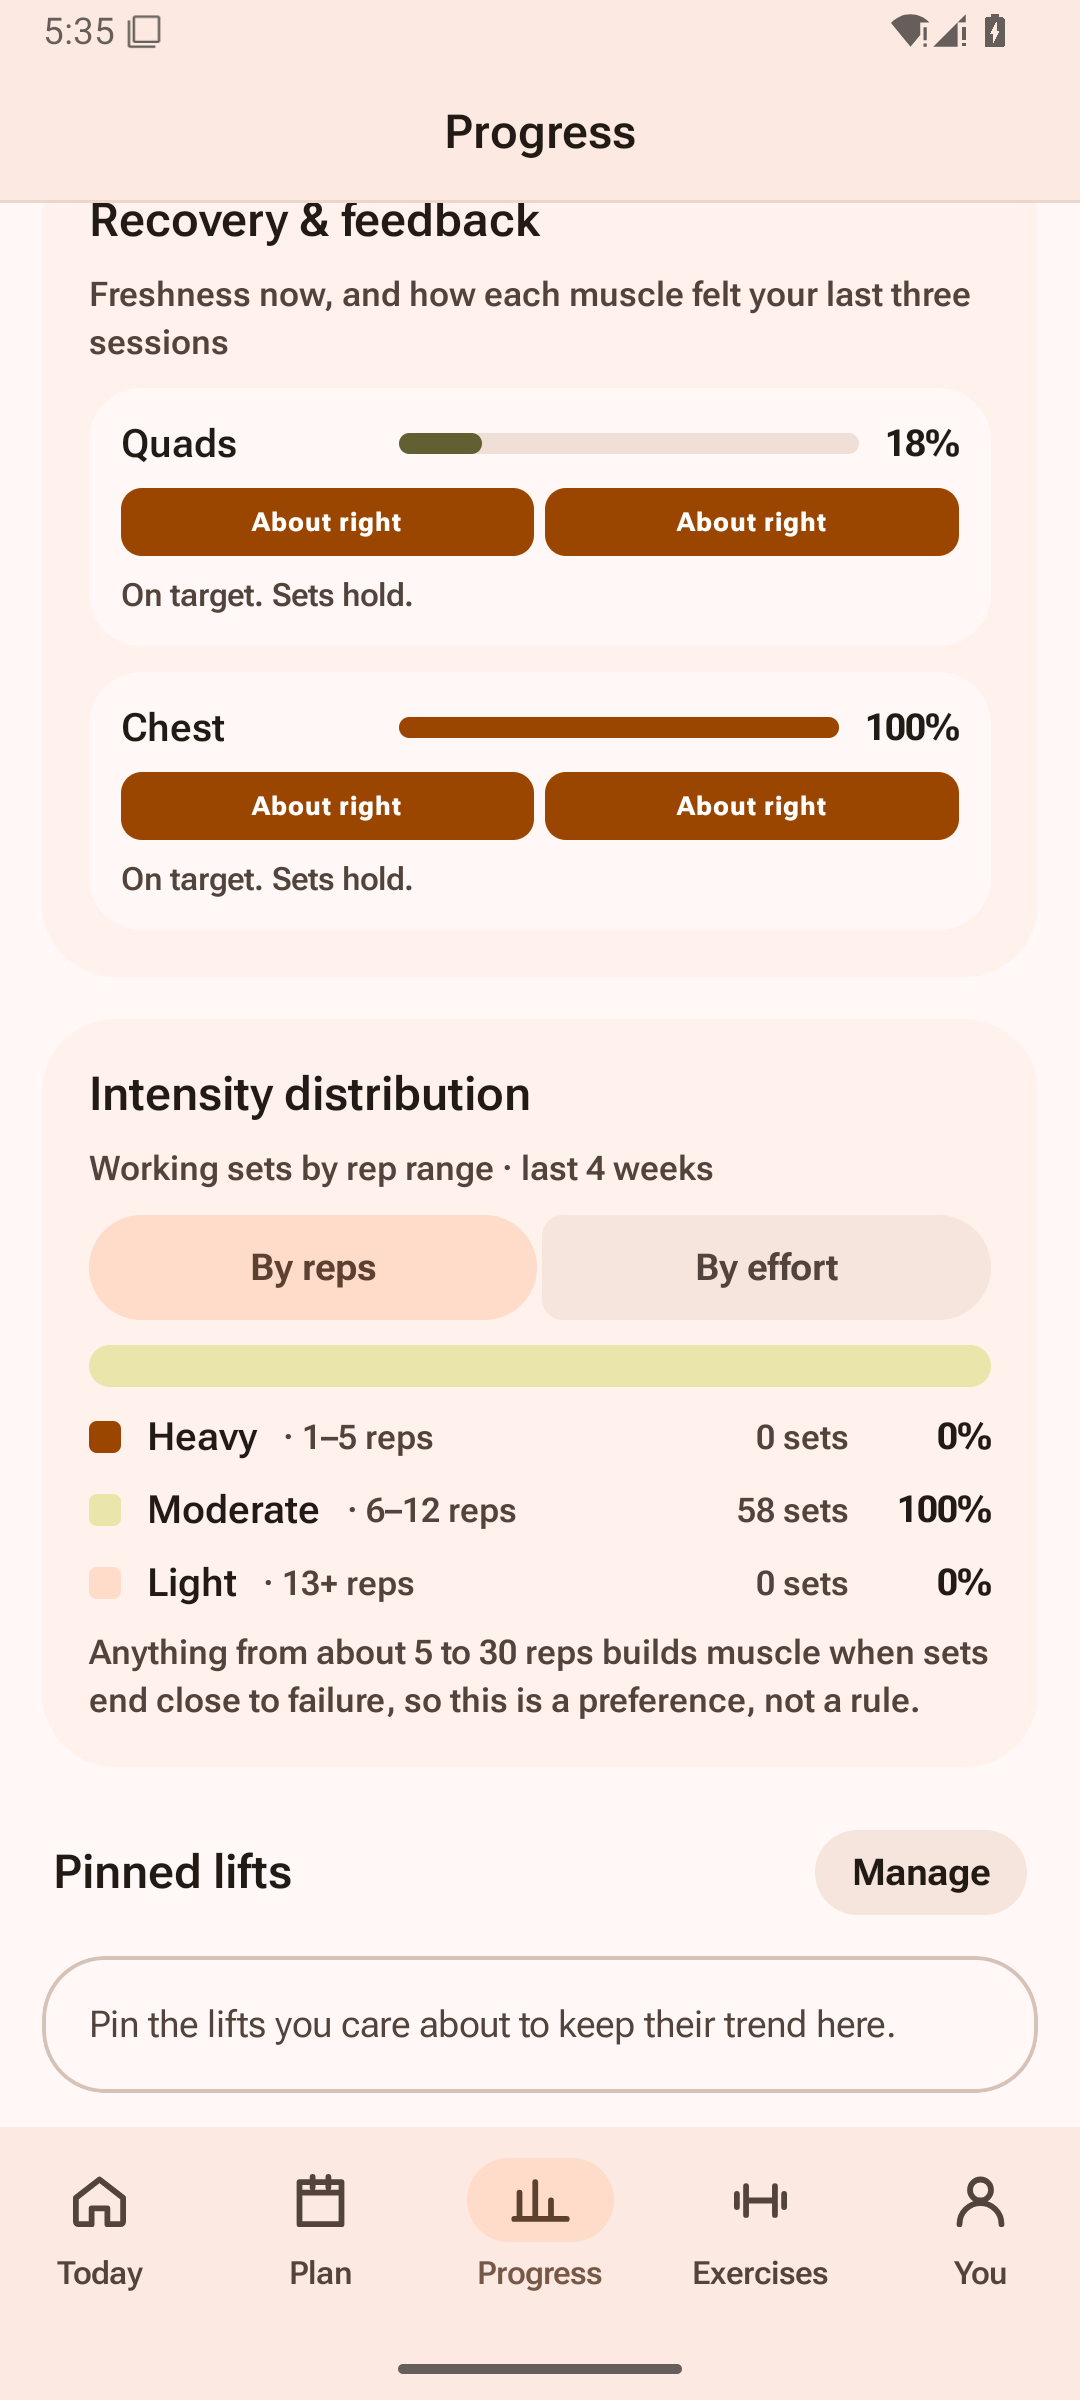 5:35
Progress
Recovery & feedback
Freshness now, and how each muscle felt your last three
sessions
Quads 18%
About right About right
On target. Sets hold.
Chest 100%
About right About right
On target. Sets hold.
Intensity distribution
Working sets by rep range · last 4 weeks
By reps By effort
Heavy · 1–5 reps 0 sets 0%
Moderate · 6–12 reps 58 sets 100%
Light · 13+ reps 0 sets 0%
Anything from about 5 to 30 reps builds muscle when sets
end close to failure, so this is a preference, not a rule.
Pinned lifts Manage
Pin the lifts you care about to keep their trend here.
Today Plan Progress Exercises You